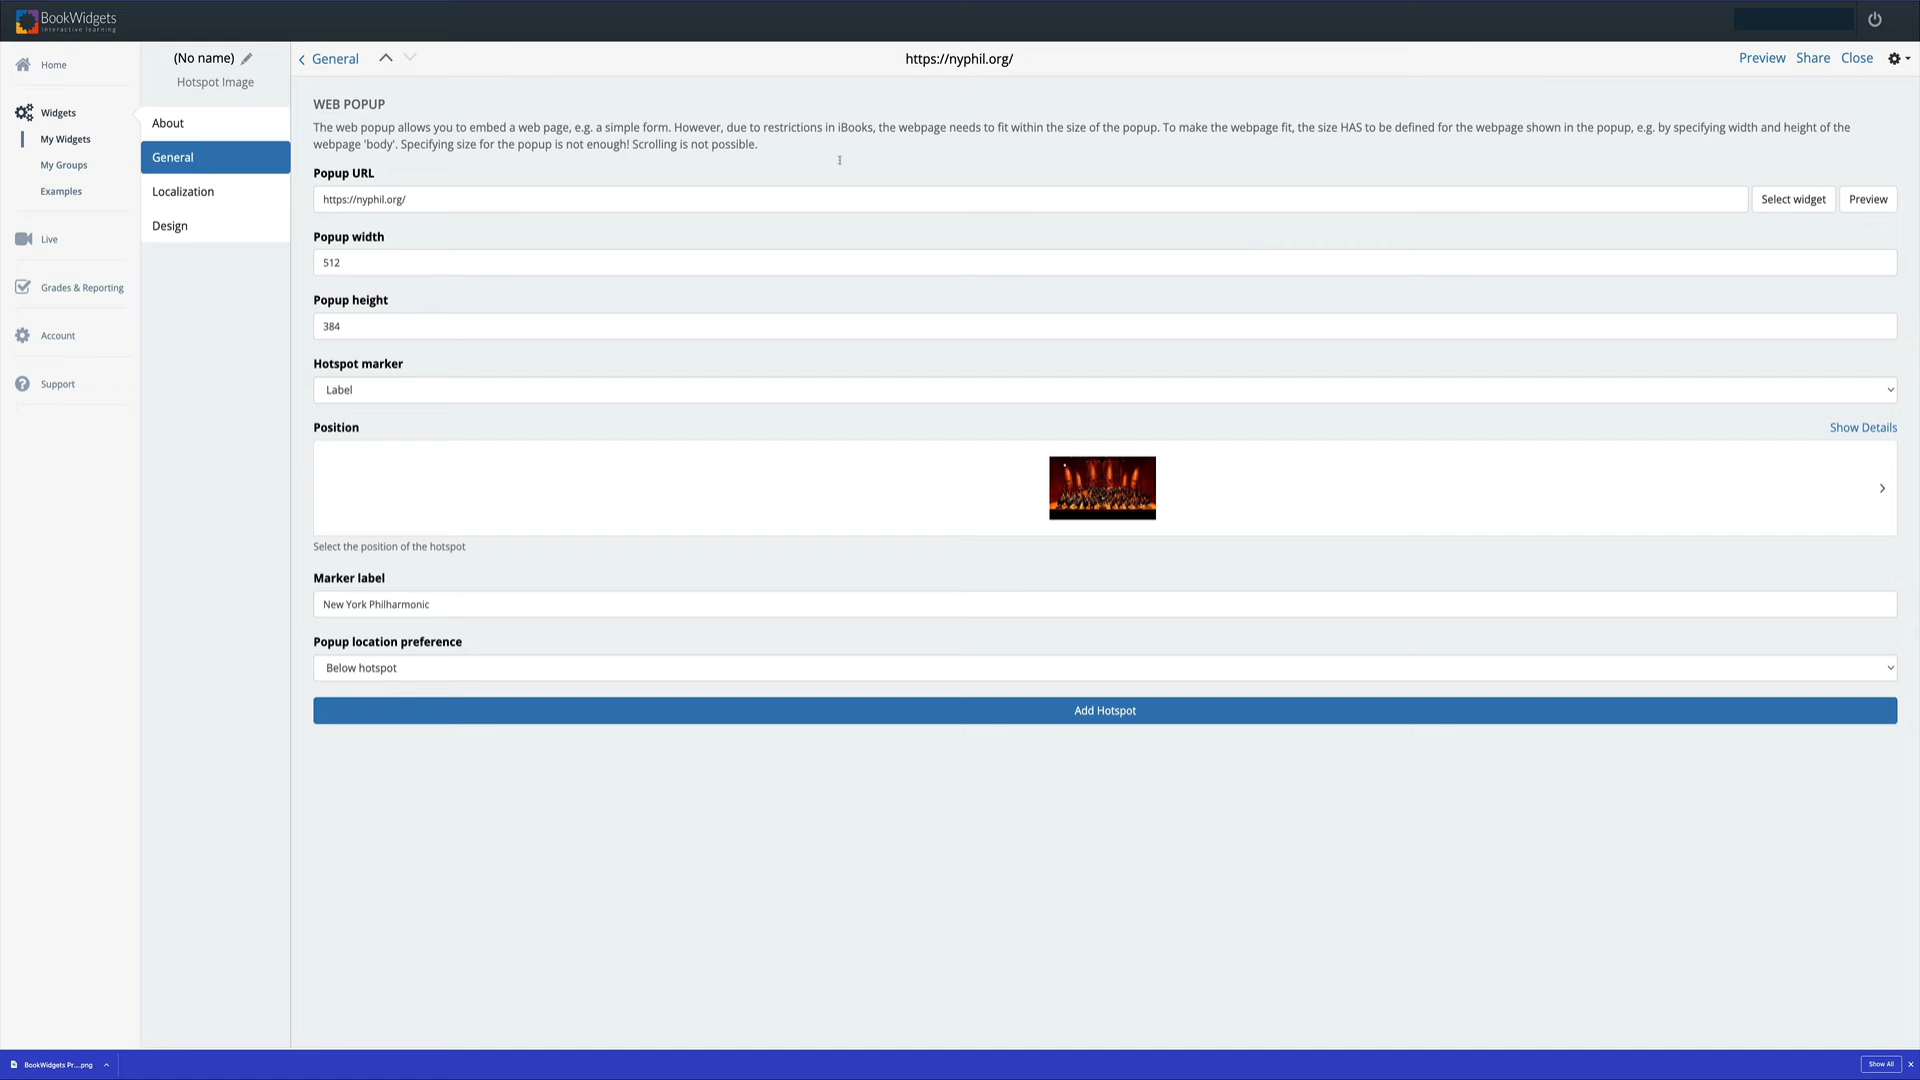 BookWidgets
interactive learning
Home
Widgets
My Widgets
My Groups
Examples
Live
Grades & Reporting
Account
Support
(No name)
Hotspot Image
About
General
Localization
Design
General
https://nyphil.org/
Preview Share Close
WEB POPUP
The web popup allows you to embed a web page, e.g. a simple form. However, due to restrictions in iBooks, the webpage needs to fit within the size of the popup. To make the webpage fit, the size HAS to be defined for the webpage shown in the popup, e.g. by specifying width and height of the
webpage 'body'. Specifying size for the popup is not enough! Scrolling is not possible.
Popup URL
https://nyphil.org/ Select widget Preview
Popup width
512
Popup height
384
Hotspot marker
Label
Position Show Details
Select the position of the hotspot
Marker label
New York Philharmonic
Popup location preference
Below hotspot
Add Hotspot
BookWidgets Pr....png
Show All